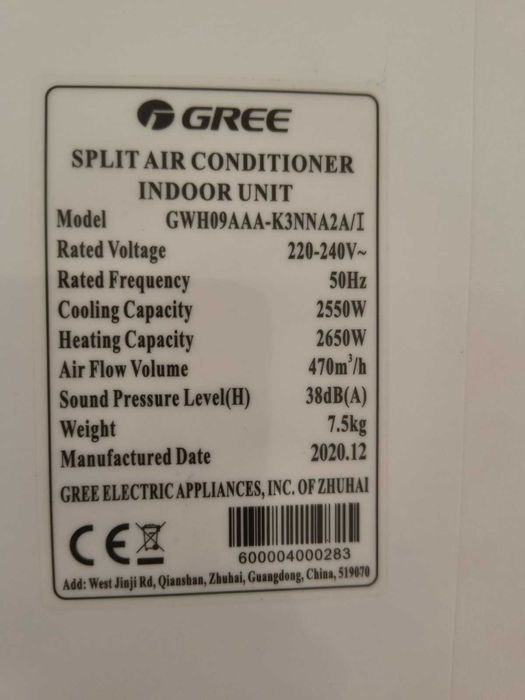 GREE
SPLIT AIR CONDITIONER
INDOOR UNIT
Model GWH09AAA-K3NNA2A/I
Rated Voltage 220-240V~
Rated Frequency 50Hz
Cooling Capacity 2550W
Heating Capacity 2650W
Air Flow Volume 470m³/h
Sound Pressure Level(H) 38dB(A)
Weight 7.5kg
Manufactured Date 2020.12
GREE ELECTRIC APPLIANCES, INC. OF ZHUHAI
CE
600004000283
Add: West Jinji Rd, Qianshan, Zhuhai, Guangdong, China, 519070